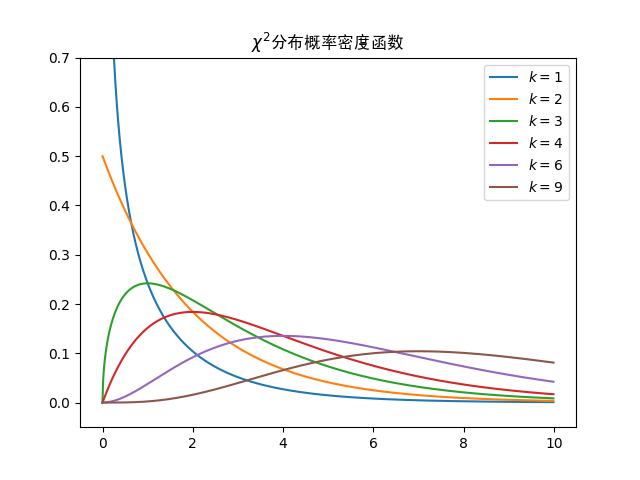 χ²分布概率密度函数
0.7
0.6
0.5
0.4
0.3
0.2
0.1
0.0
0 2 4 6 8 10
k = 1
k = 2
k = 3
k = 4
k = 6
k = 9